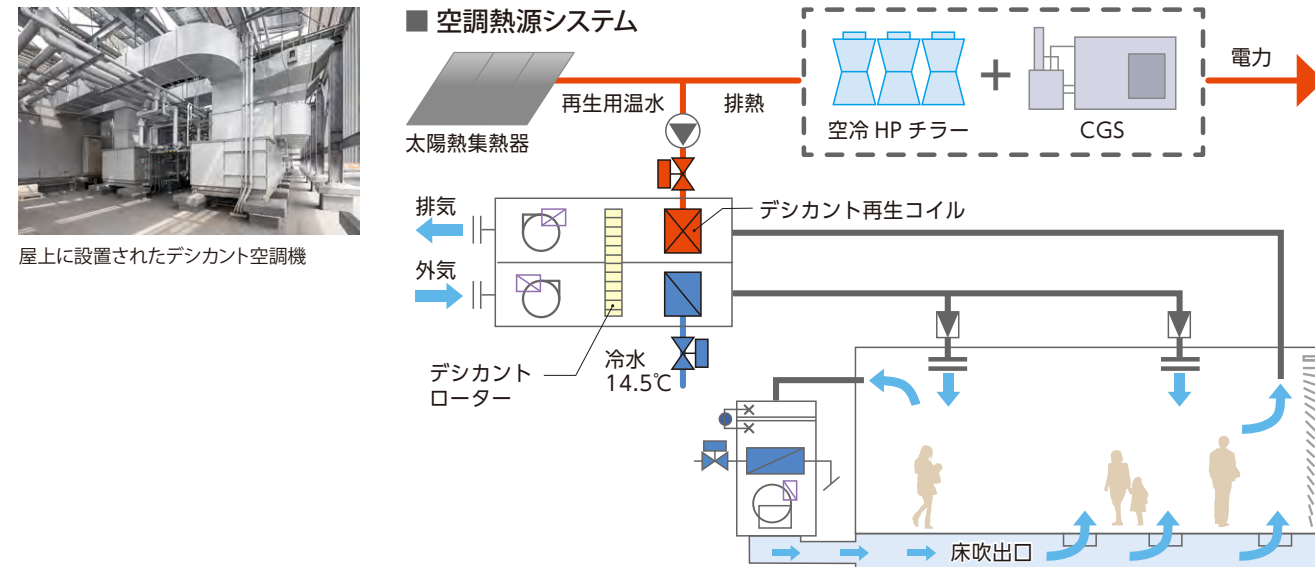 ■ 空調熱源システム
電力
再生用温水
排熱
空冷 HP チラー
CGS
太陽熱集熱器
排気
デシカント再生コイル
屋上に設置されたデシカント空調機
外気
冷水
14.5℃
デシカント
ローター
床吹出口